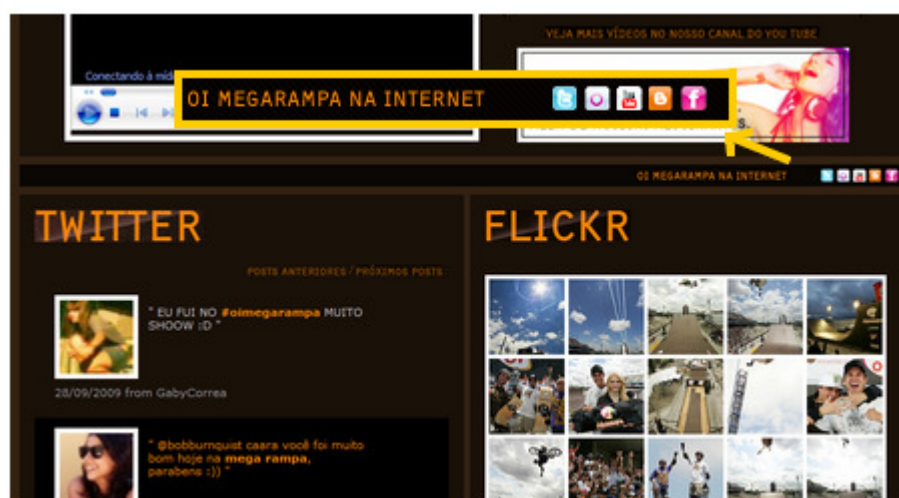 VEJA MAIS VÍDEOS NO NOSSO CANAL DO YOU TUBE
Conectando à mídi
OI MEGARAMPA NA INTERNET
OI MEGARAMPA NA INTERNET
TWITTER
FLICKR
POSTS ANTERIORES / PRÓXIMOS POSTS
" EU FUI NO #oimegarampa MUITO
SHOOW :D "
28/09/2009 from GabyCorrea
" @bobburnquist caara você foi muito
bom hoje na mega rampa,
parabens :)) "